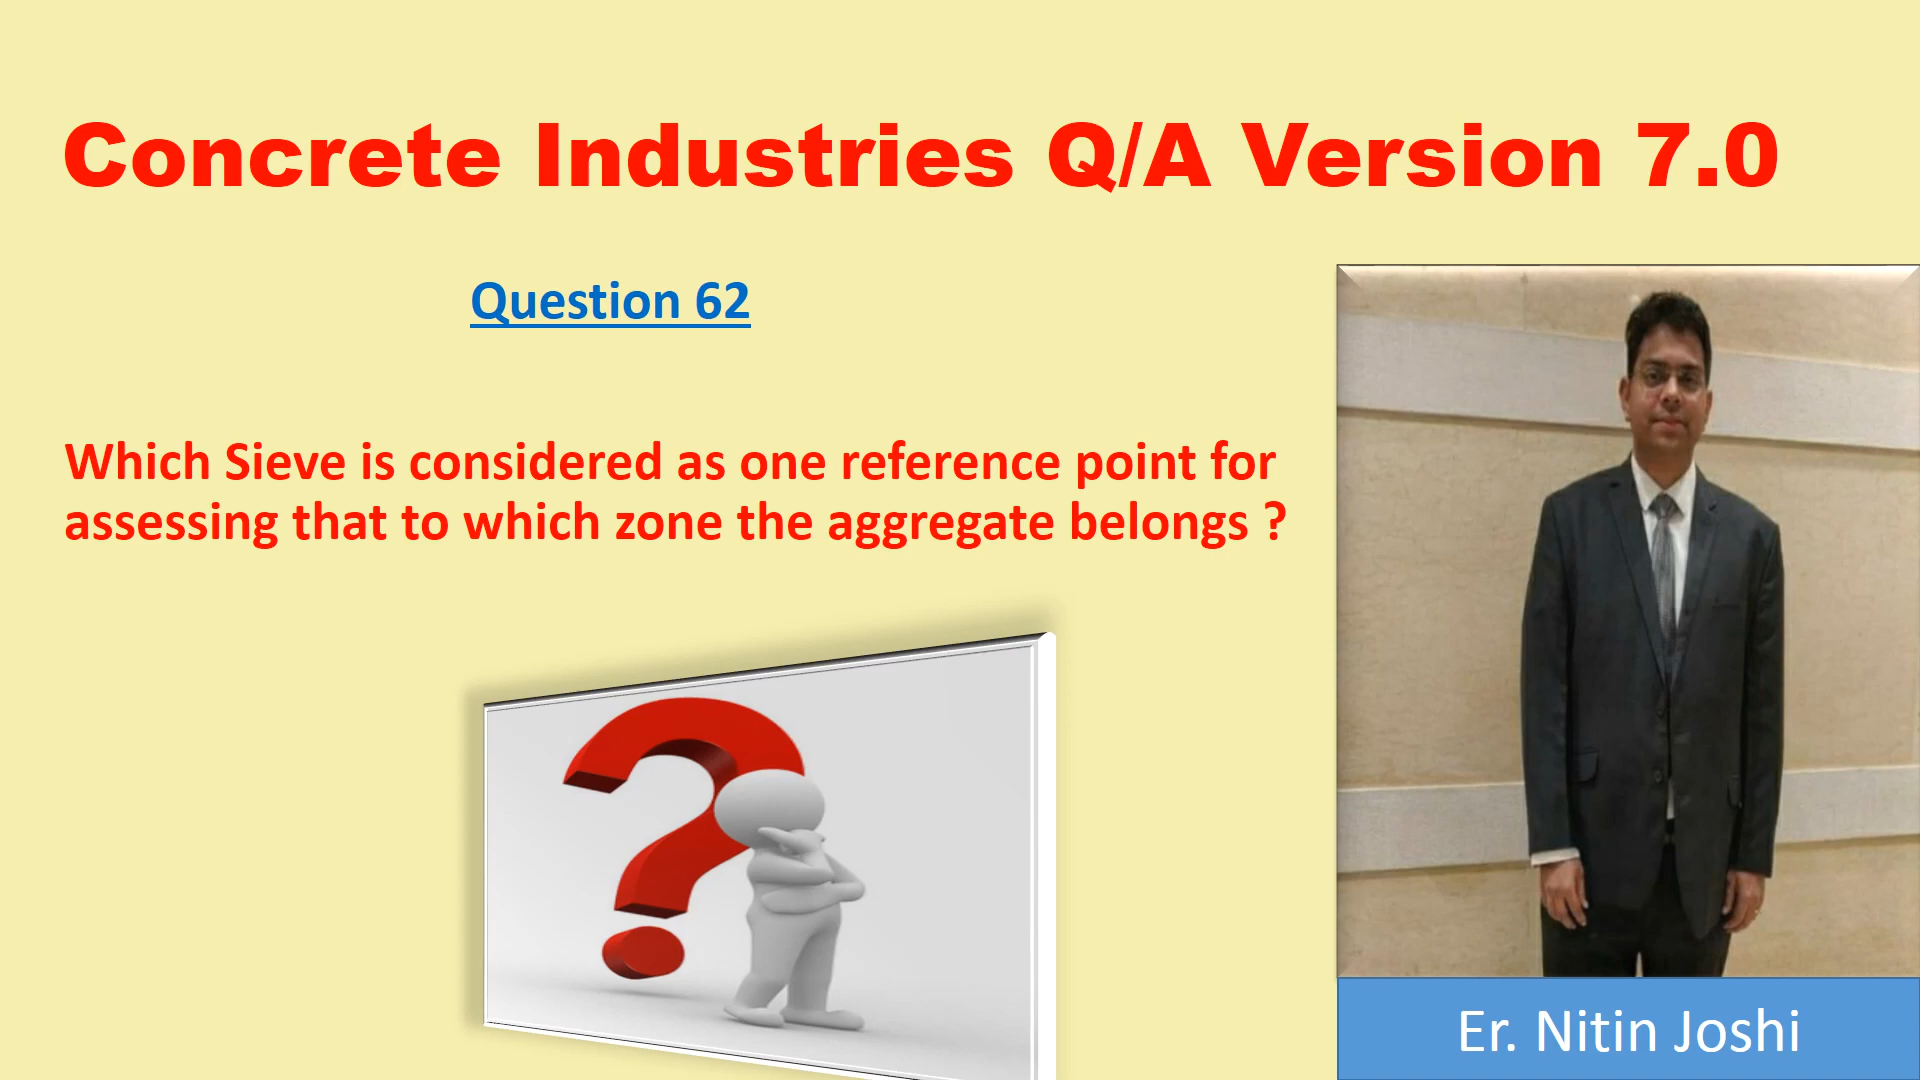 Concrete Industries Q/A Version 7.0
Question 62
Which Sieve is considered as one reference point for
assessing that to which zone the aggregate belongs ?
Er. Nitin Joshi